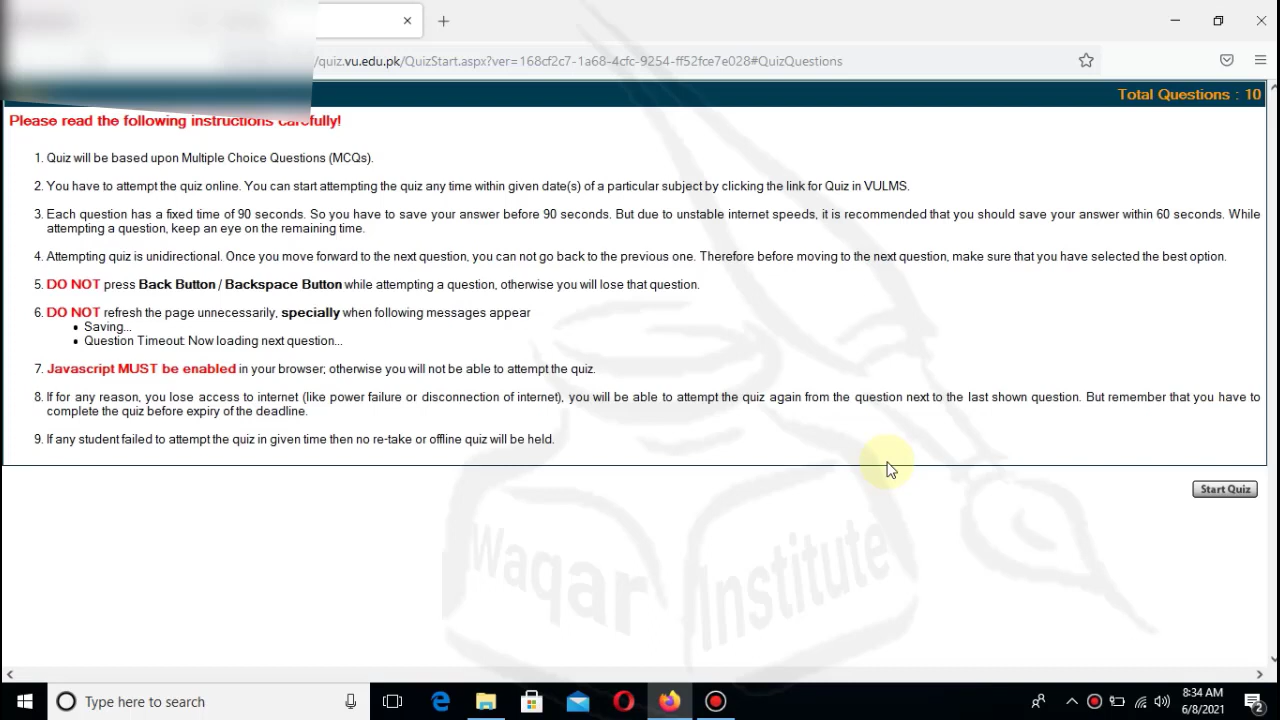 /quiz.vu.edu.pk/QuizStart.aspx?ver=168cf2c7-1a68-4cfc-9254-ff52fce7e028#QuizQuestions
Total Questions : 10
Please read the following instructions carefully!
1. Quiz will be based upon Multiple Choice Questions (MCQs).
2. You have to attempt the quiz online. You can start attempting the quiz any time within given date(s) of a particular subject by clicking the link for Quiz in VULMS.
3. Each question has a fixed time of 90 seconds. So you have to save your answer before 90 seconds. But due to unstable internet speeds, it is recommended that you should save your answer within 60 seconds. While
attempting a question, keep an eye on the remaining time.
4. Attempting quiz is unidirectional. Once you move forward to the next question, you can not go back to the previous one. Therefore before moving to the next question, make sure that you have selected the best option.
5. DO NOT press Back Button / Backspace Button while attempting a question, otherwise you will lose that question.
6. DO NOT refresh the page unnecessarily, specially when following messages appear
• Saving...
• Question Timeout: Now loading next question...
7. Javascript MUST be enabled in your browser; otherwise you will not be able to attempt the quiz.
8. If for any reason, you lose access to internet (like power failure or disconnection of internet), you will be able to attempt the quiz again from the question next to the last shown question. But remember that you have to
complete the quiz before expiry of the deadline.
9. If any student failed to attempt the quiz in given time then no re-take or offline quiz will be held.
Start Quiz
Waqar Institute
Type here to search
8:34 AM
6/8/2021
2